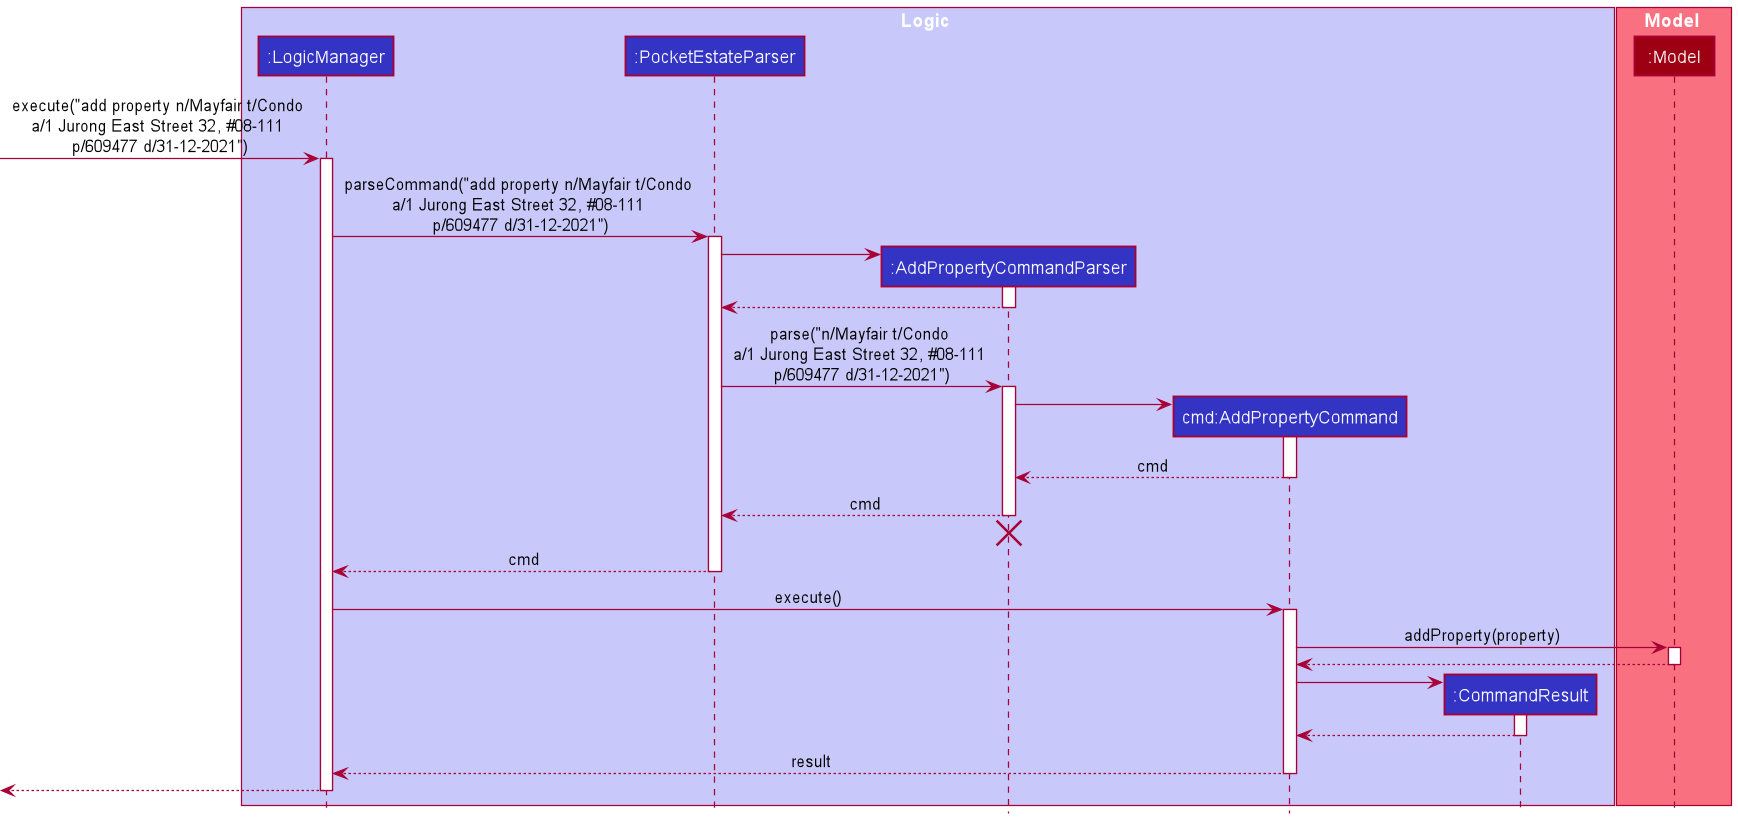 Logic
Model
:LogicManager
:PocketEstateParser
:Model
execute("add property n/Mayfair t/Condo
a/1 Jurong East Street 32, #08-111
p/609477 d/31-12-2021")
parseCommand("add property n/Mayfair t/Condo
a/1 Jurong East Street 32, #08-111
p/609477 d/31-12-2021")
:AddPropertyCommandParser
parse("n/Mayfair t/Condo
a/1 Jurong East Street 32, #08-111
p/609477 d/31-12-2021")
cmd:AddPropertyCommand
cmd
cmd
cmd
execute()
addProperty(property)
:CommandResult
result